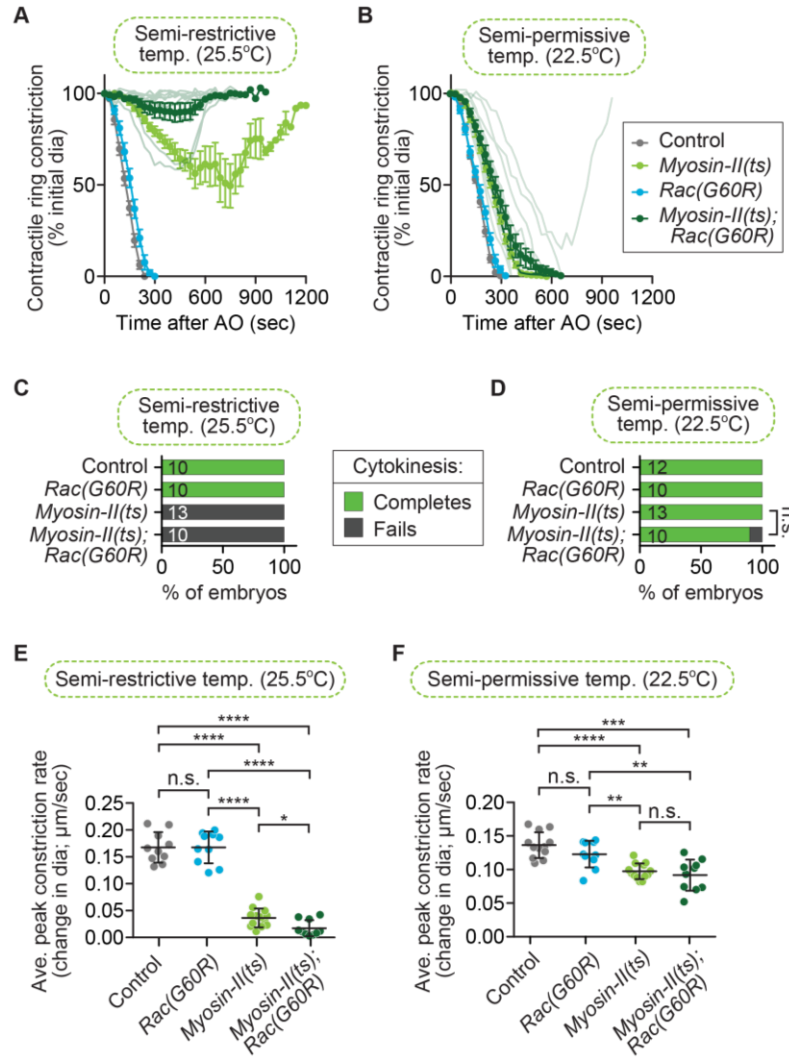 A
Semi-restrictive
temp. (25.5°C)
Contractile ring constriction
(% initial dia)
100
50
0
0 300 600 900 1200
Time after AO (sec)
B
Semi-permissive
temp. (22.5°C)
Contractile ring constriction
(% initial dia)
100
50
0
0 300 600 900 1200
Time after AO (sec)
Control
Myosin-II(ts)
Rac(G60R)
Myosin-II(ts);
Rac(G60R)
C
Semi-restrictive
temp. (25.5°C)
Control 10
Rac(G60R) 10
Myosin-II(ts) 13
Myosin-II(ts); 10
Rac(G60R)
0 100
% of embryos
Cytokinesis:
Completes
Fails
D
Semi-permissive
temp. (22.5°C)
Control 12
Rac(G60R) 10
Myosin-II(ts) 13
Myosin-II(ts); 10
Rac(G60R)
n.s.
0 100
% of embryos
E
Semi-restrictive temp. (25.5°C)
****
****
****
n.s.
****
*
Ave. peak constriction rate
(change in dia; µm/sec)
0.25
0.20
0.15
0.10
0.05
0.00
Control
Rac(G60R)
Myosin-II(ts)
Myosin-II(ts);
Rac(G60R)
F
Semi-permissive temp. (22.5°C)
***
****
**
n.s.
**
n.s.
Ave. peak constriction rate
(change in dia; µm/sec)
0.20
0.15
0.10
0.05
0.00
Control
Rac(G60R)
Myosin-II(ts)
Myosin-II(ts);
Rac(G60R)